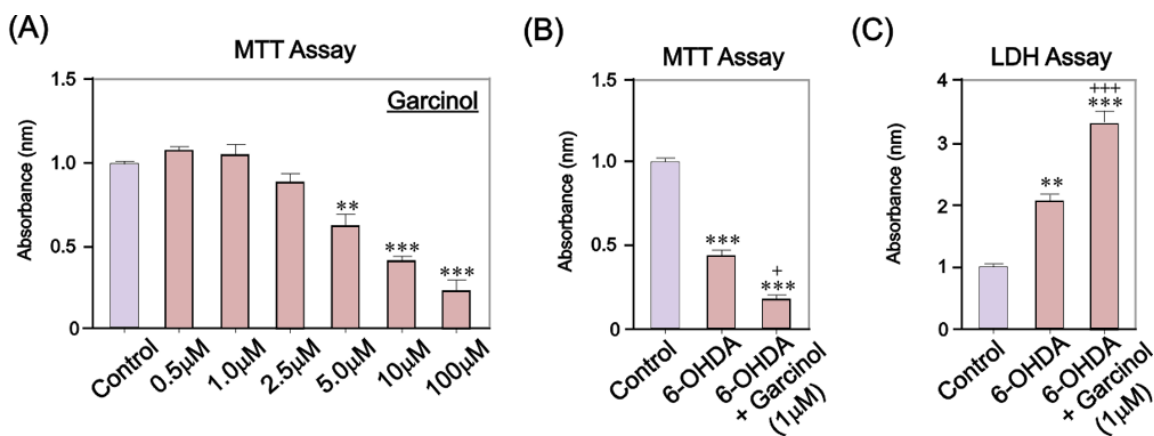 (A)
MTT Assay
Garcinol
Absorbance (nm)
1.5
1.0
0.5
0
**
***
***
Control
0.5μM
1.0μM
2.5μM
5.0μM
10μM
100μM
(B)
MTT Assay
Absorbance (nm)
1.5
1.0
0.5
0
***
+
***
Control
6-OHDA
6-OHDA
+ Garcinol
(1μM)
(C)
LDH Assay
Absorbance (nm)
4
3
2
1
0
**
+++
***
Control
6-OHDA
6-OHDA
+ Garcinol
(1μM)